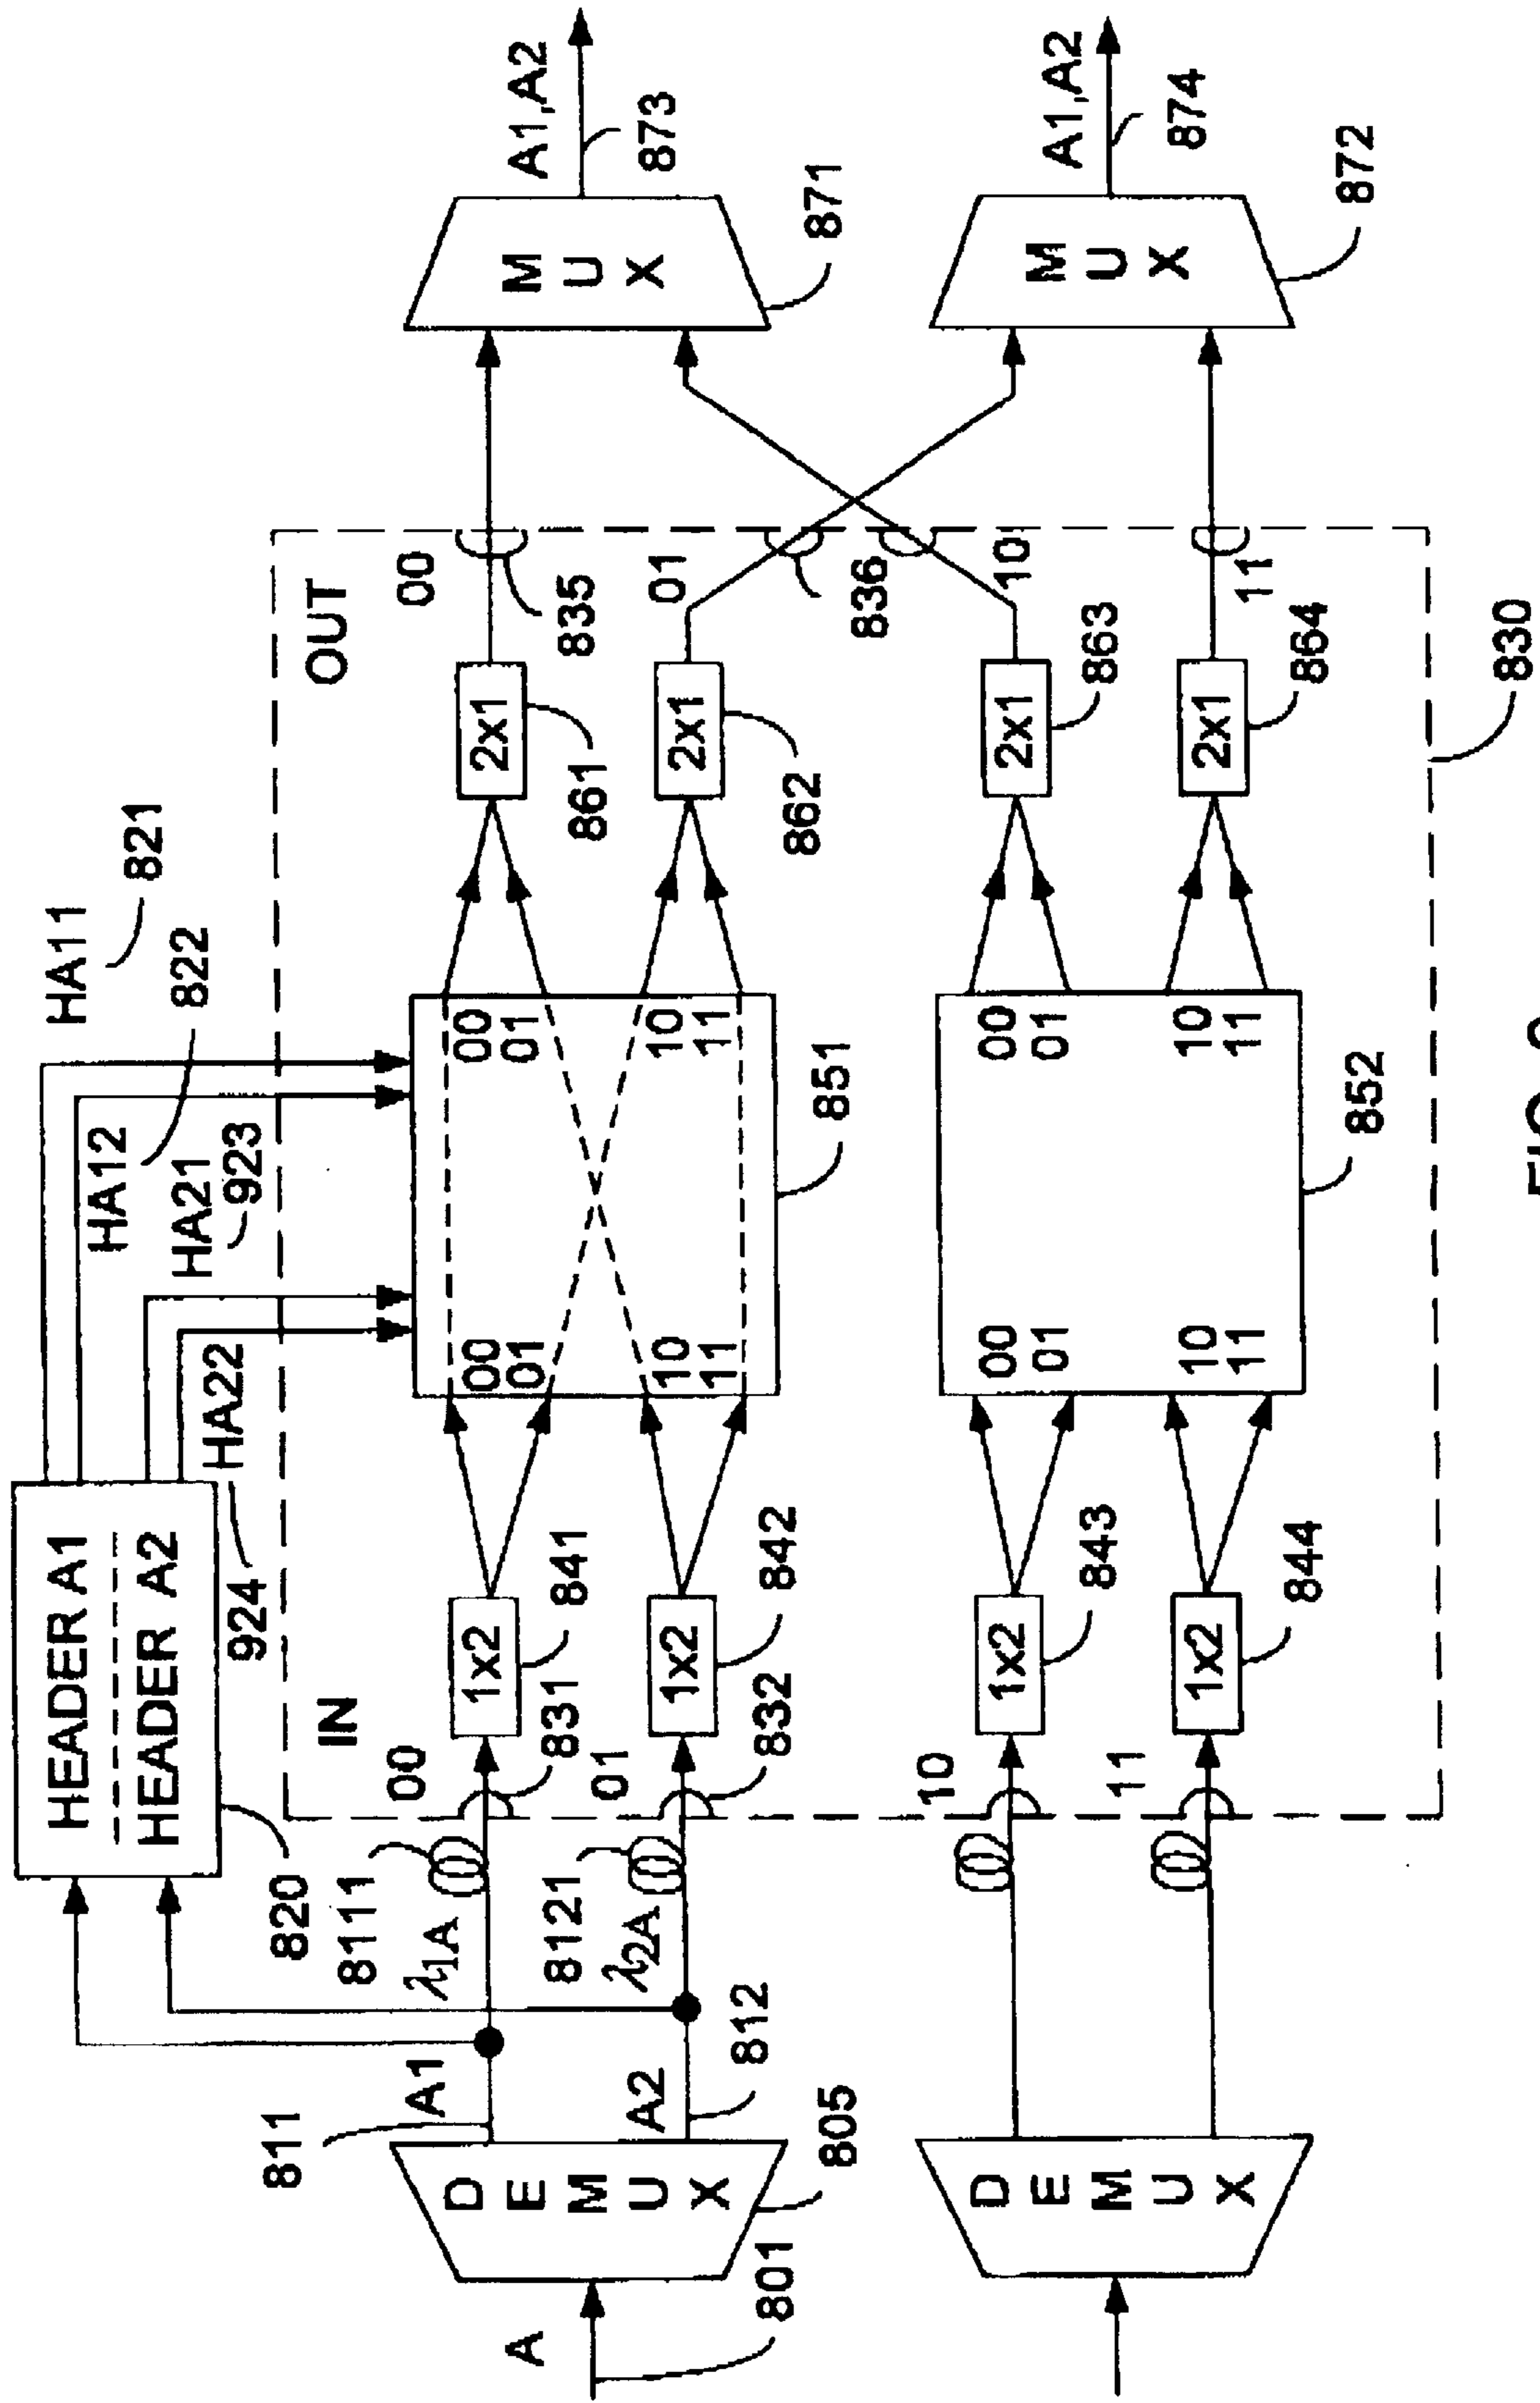 HEADER A1
HEADER A2
820
HA11
821
HA12
822
HA21
923
HA22
924
IN
OUT
A
801
DEMUX
805
811
A1
A2
812
8111
λ1A
8121
λ2A
00
831
01
832
10
11
1x2
841
1x2
842
1x2
843
1x2
844
00
01
10
11
00
01
10
11
851
00
01
10
11
00
01
10
11
852
2x1
861
2x1
862
2x1
863
2x1
864
00
835
01
836
10
11
830
MUX
871
A1,A2
873
MUX
872
A1,A2
874
DEMUX